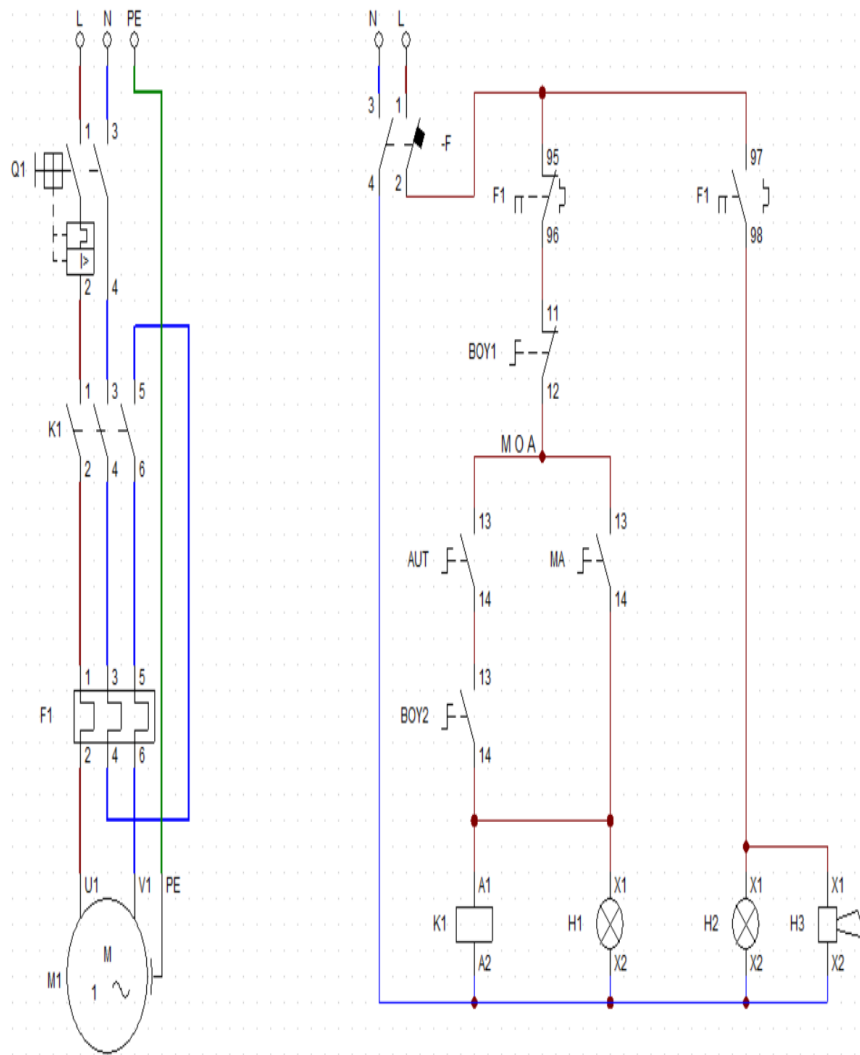 L N PE
N L
3 1
1 3
-F
Q1
4 2
95 97
F1 F1
96 98
I>
2 4
11
BOY1
12
1 3 5
K1
2 4 6
M O A
13 13
AUT MA
14 14
13
BOY2
14
1 3 5
F1
2 4 6
U1 V1 PE
A1 X1 X1 X1
K1 H1 H2 H3
A2 X2 X2 X2
M
M1
1